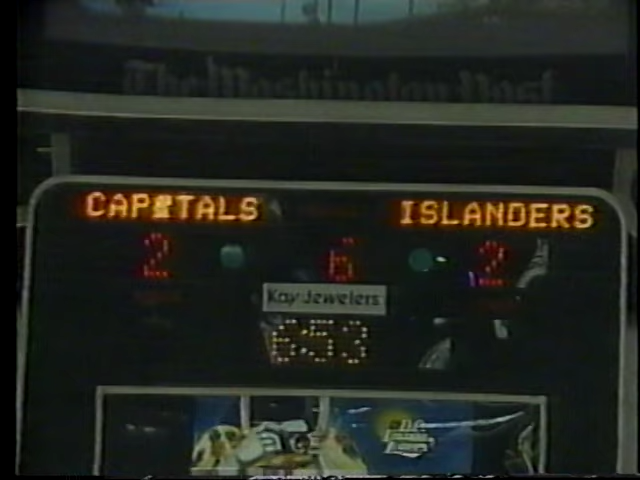 The Washington Post
CAPITALS ISLANDERS
2 6 2
Kay Jewelers
6:53